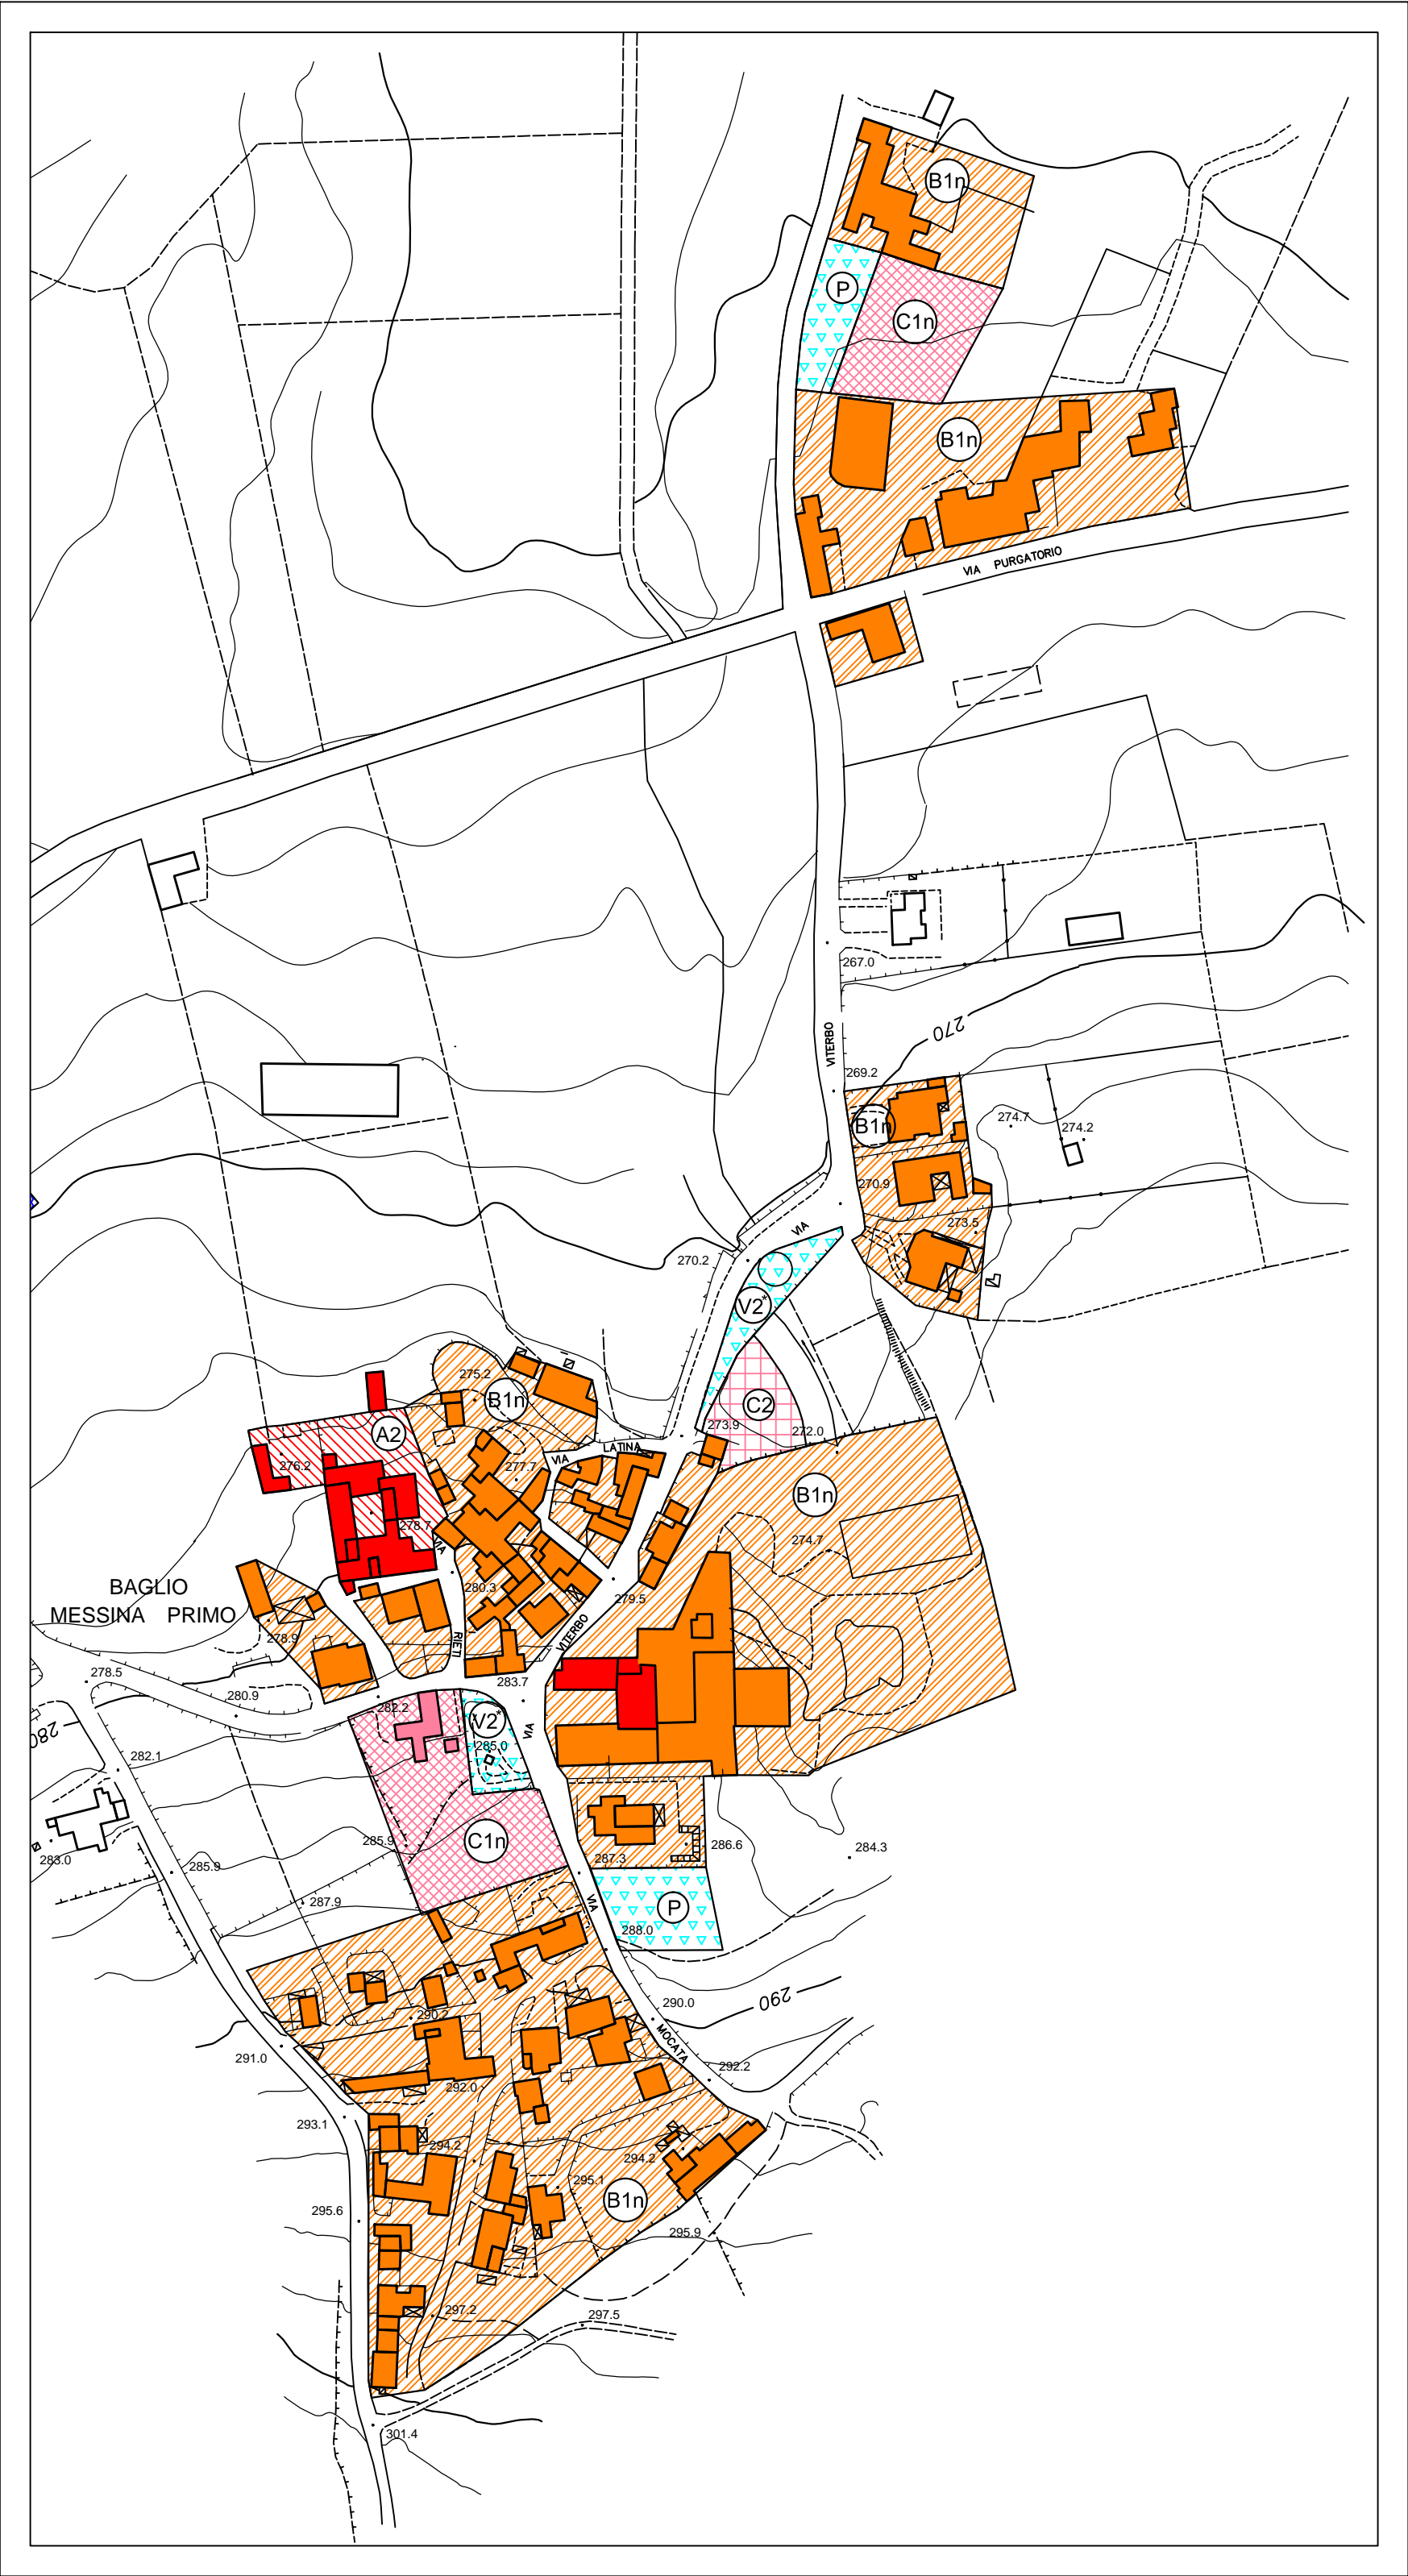 B1n
P
C1n
B1n
VIA PURGATORIO
267.0
270
VITERBO
269.2
B1n
274.7
274.2
270.9
273.5
VIA
270.2
V2*
275.2
B1n
C2
273.9
272.0
A2
LATINA
VIA
276.2
277.7
B1n
278.7
VIA
274.7
BAGLIO
MESSINA PRIMO
280.3
279.5
278.9
RIETI
VITERBO
278.5
283.7
280.9
282.2
V2*
VIA
280
285.0
282.1
285.9
C1n
286.6
284.3
283.0
285.9
287.3
287.9
VIA
P
288.0
290
290.0
290.2
MOCATA
291.0
292.2
292.0
293.1
294.2
294.2
295.1
B1n
295.6
295.9
297.2
297.5
301.4